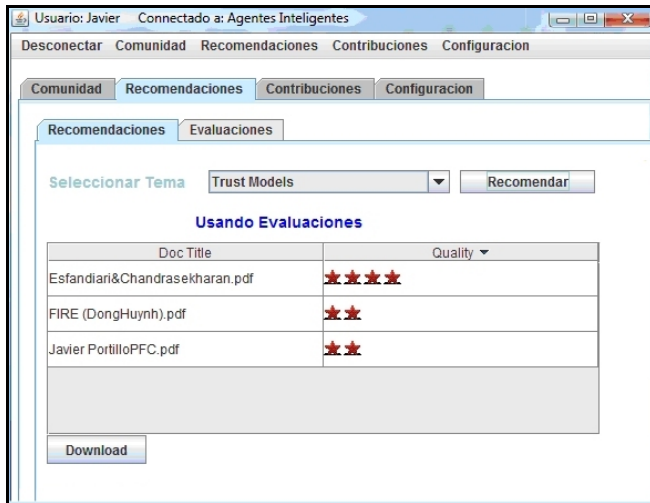 Usuario: Javier Connectado a: Agentes Inteligentes
Desconectar Comunidad Recomendaciones Contribuciones Configuracion
Comunidad Recomendaciones Contribuciones Configuracion
Recomendaciones Evaluaciones
Seleccionar Tema Trust Models Recomendar
Usando Evaluaciones
Doc Title Quality
Esfandiari&Chandrasekharan.pdf
FIRE (DongHuynh).pdf
Javier PortilloPFC.pdf
Download